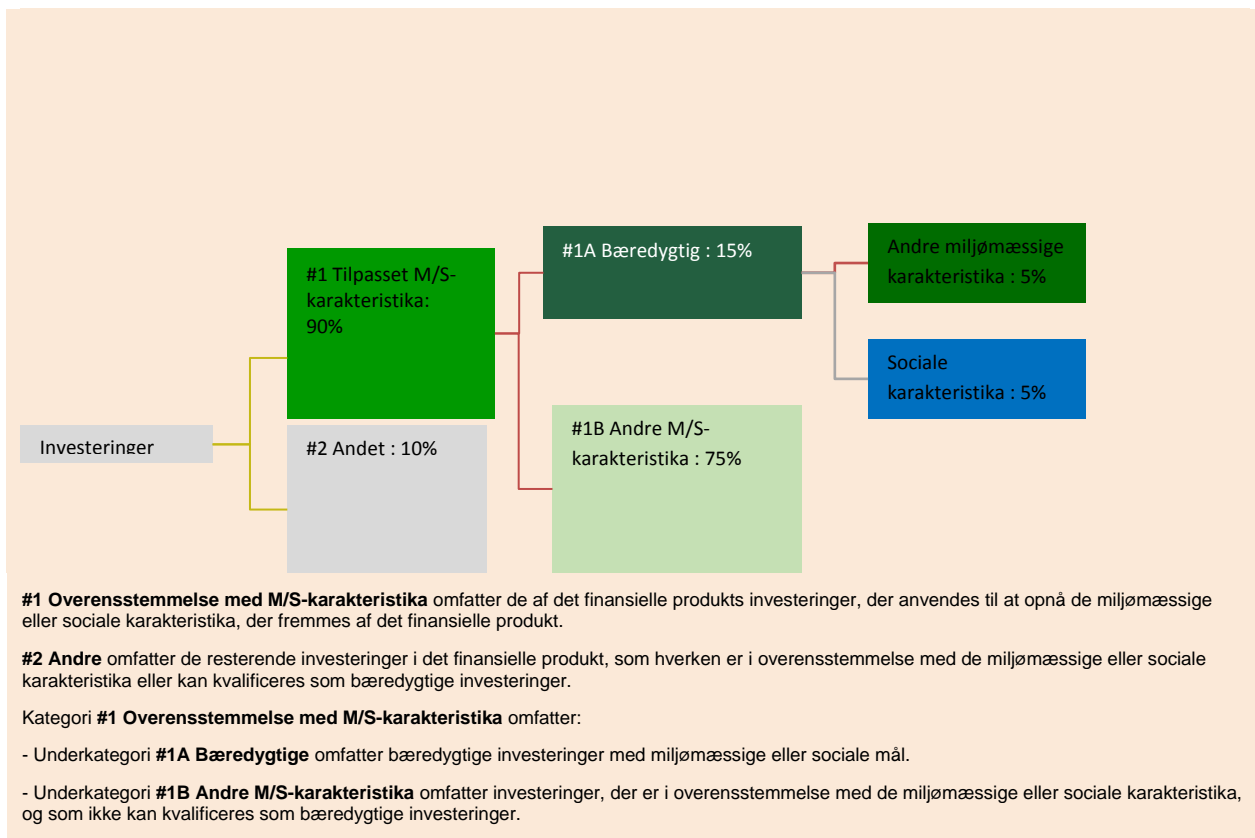 Investeringer
#1 Tilpasset M/S-
karakteristika:
90%
#2 Andet : 10%
#1A Bæredygtig : 15%
#1B Andre M/S-
karakteristika : 75%
Andre miljømæssige
karakteristika : 5%
Sociale
karakteristika : 5%
#1 Overensstemmelse med M/S-karakteristika omfatter de af det finansielle produkts investeringer, der anvendes til at opnå de miljømæssige
eller sociale karakteristika, der fremmes af det finansielle produkt.
#2 Andre omfatter de resterende investeringer i det finansielle produkt, som hverken er i overensstemmelse med de miljømæssige eller sociale
karakteristika eller kan kvalificeres som bæredygtige investeringer.
Kategori #1 Overensstemmelse med M/S-karakteristika omfatter:
- Underkategori #1A Bæredygtige omfatter bæredygtige investeringer med miljømæssige eller sociale mål.
- Underkategori #1B Andre M/S-karakteristika omfatter investeringer, der er i overensstemmelse med de miljømæssige eller sociale karakteristika,
og som ikke kan kvalificeres som bæredygtige investeringer.